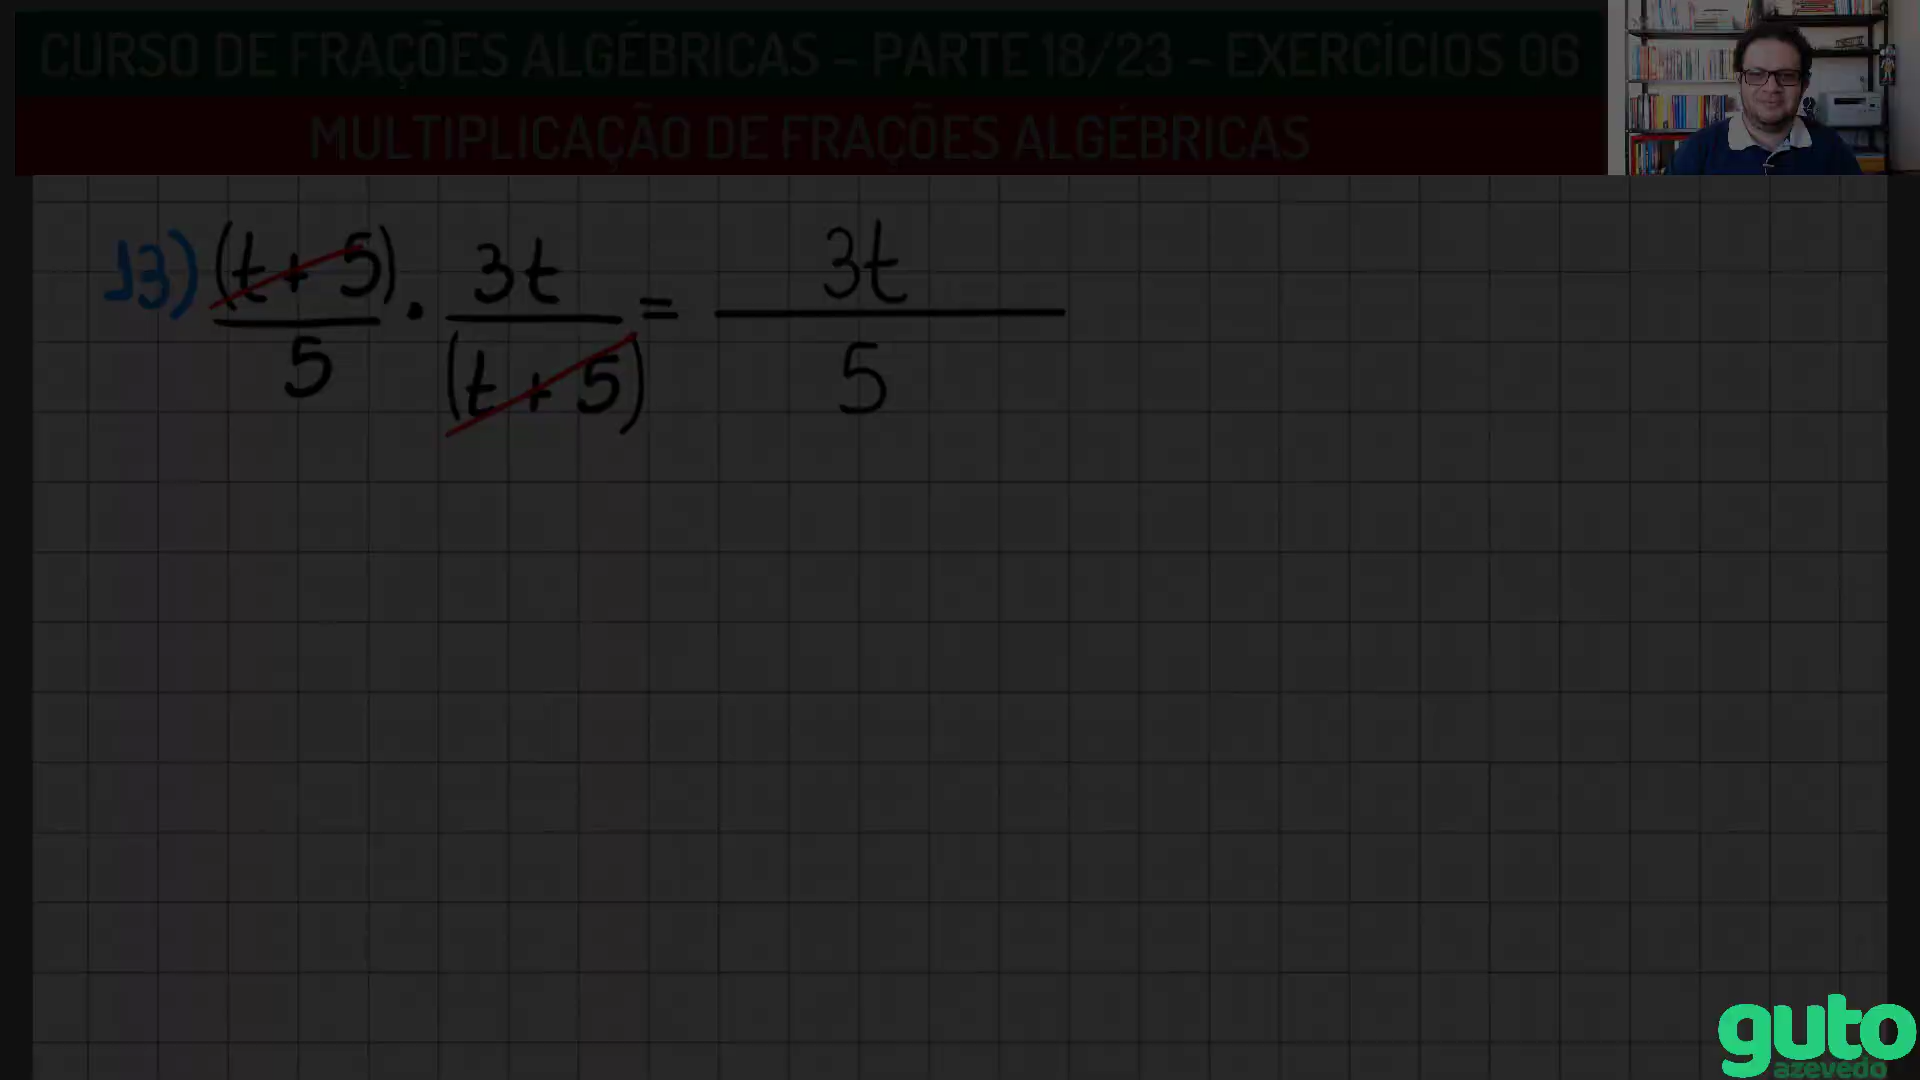 CURSO DE FRAÇÕES ALGÉBRICAS – PARTE 18/23 – EXERCÍCIOS 06
MULTIPLICAÇÃO DE FRAÇÕES ALGÉBRICAS
13) (t + 5)/5 · 3t/(t + 5) = 3t/5
guto
azevedo